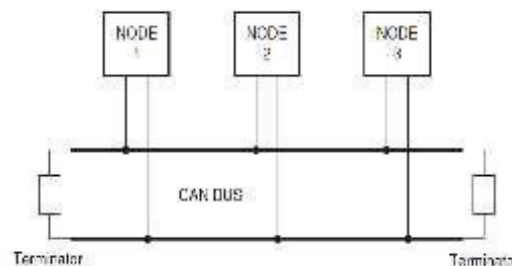 NODE
1
NODE
2
NODE
3
CAN BUS
Terminator
Terminato